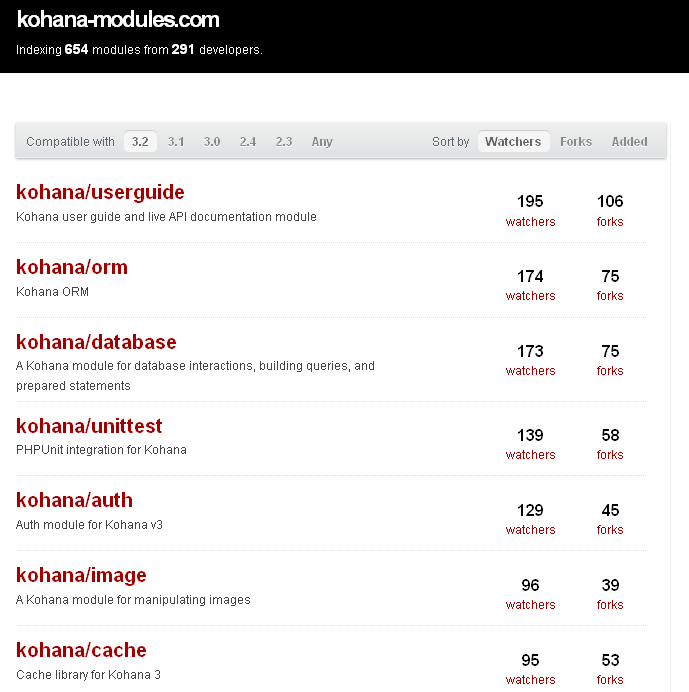 kohana-modules.com
Indexing 654 modules from 291 developers.
Compatible with 3.2 3.1 3.0 2.4 2.3 Any Sort by Watchers Forks Added
kohana/userguide
Kohana user guide and live API documentation module
195 106
watchers forks
kohana/orm
Kohana ORM
174 75
watchers forks
kohana/database
A Kohana module for database interactions, building queries, and
prepared statements
173 75
watchers forks
kohana/unittest
PHPUnit integration for Kohana
139 58
watchers forks
kohana/auth
Auth module for Kohana v3
129 45
watchers forks
kohana/image
A Kohana module for manipulating images
96 39
watchers forks
kohana/cache
Cache library for Kohana 3
95 53
watchers forks